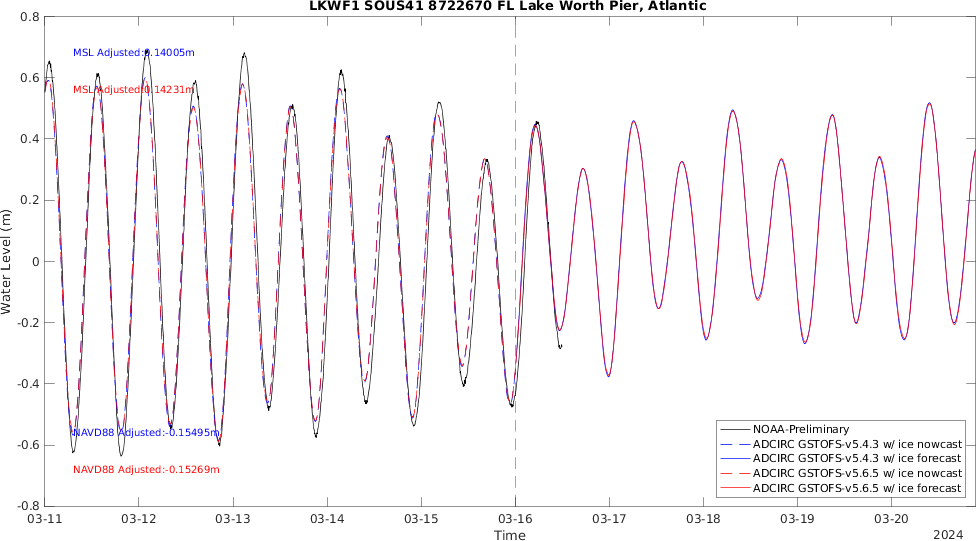 LKWF1 SOUS41 8722670 FL Lake Worth Pier, Atlantic
0.8
0.6
0.4
0.2
0
-0.2
-0.4
-0.6
-0.8
Water Level (m)
MSL Adjusted:0.14005m
MSL Adjusted:0.14231m
NAVD88 Adjusted:-0.15495m
NAVD88 Adjusted:-0.15269m
NOAA-Preliminary
ADCIRC GSTOFS-v5.4.3 w/ ice nowcast
ADCIRC GSTOFS-v5.4.3 w/ ice forecast
ADCIRC GSTOFS-v5.6.5 w/ ice nowcast
ADCIRC GSTOFS-v5.6.5 w/ ice forecast
03-11 03-12 03-13 03-14 03-15 03-16 03-17 03-18 03-19 03-20
Time
2024